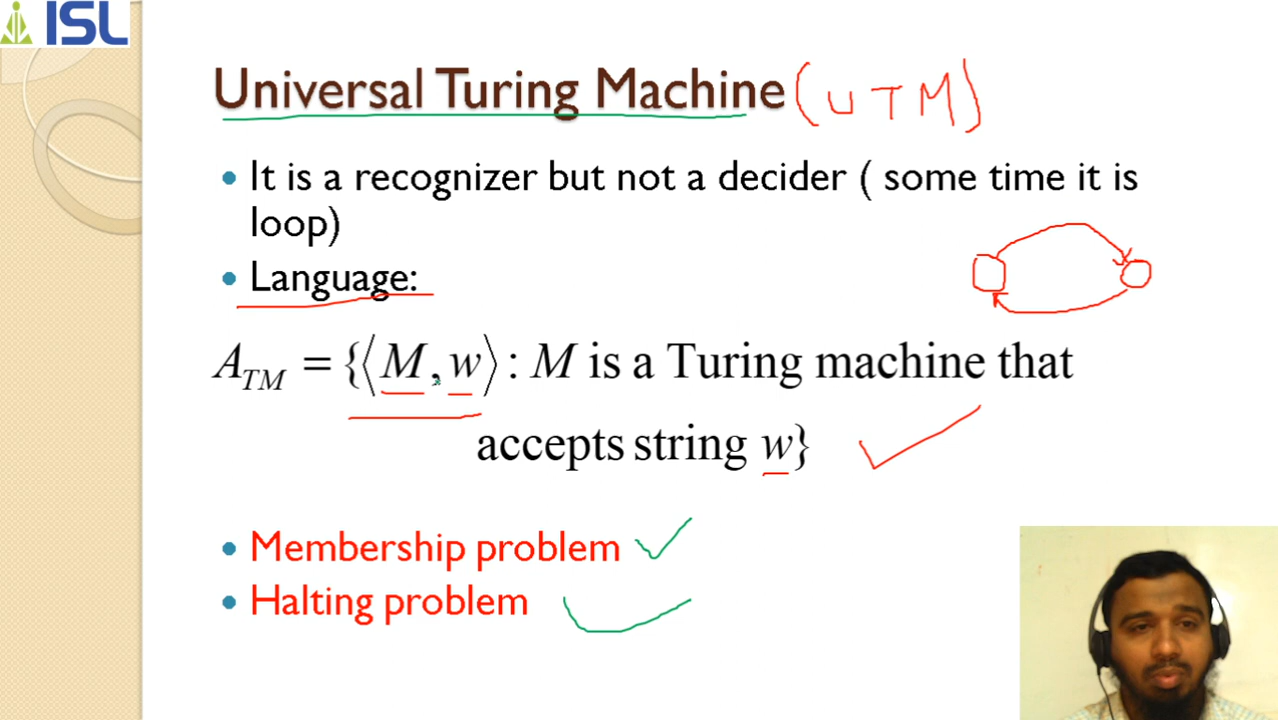 ISL
Universal Turing Machine (UTM)
• It is a recognizer but not a decider ( some time it is
loop)
• Language:
A_TM = {⟨M, w⟩ : M is a Turing machine that
accepts string w}
• Membership problem
• Halting problem